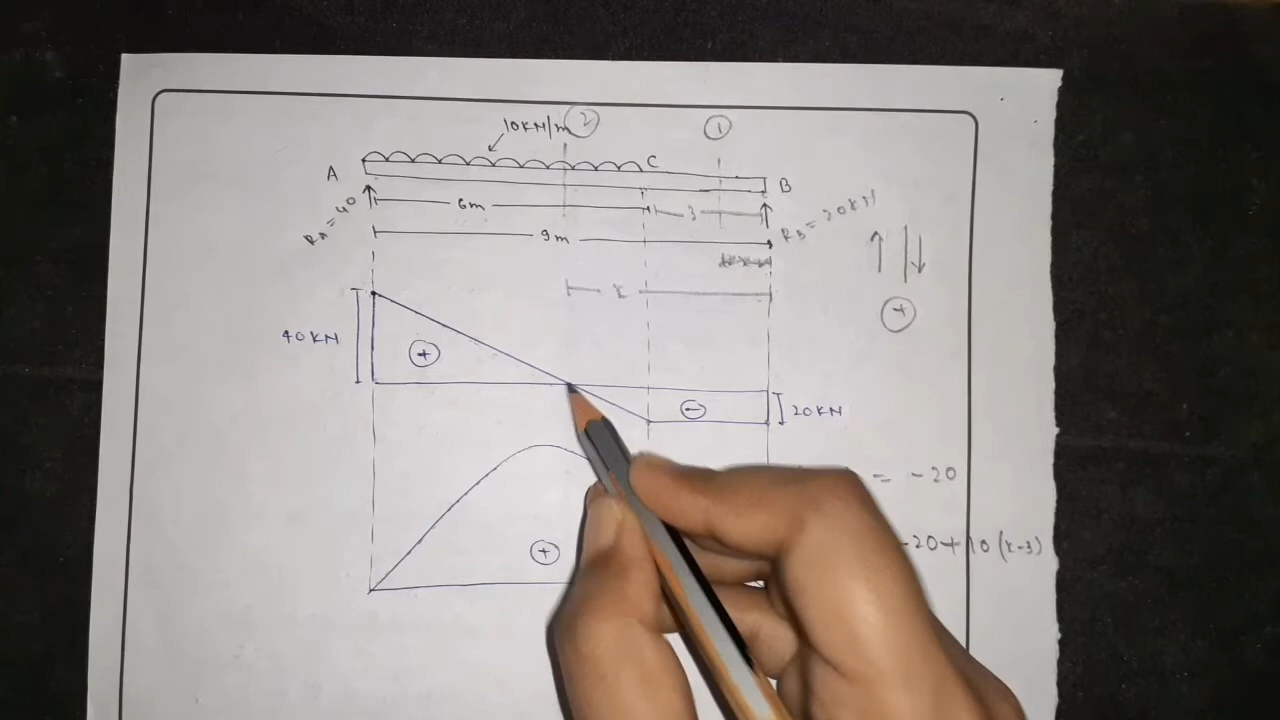 10KN/m ② ①
A C B
RA = 40 6m 3 RB = 20KN
9m
x
(+)
40KN (+)
(-) 20KN
= -20
(+)
-20+10(x-3)